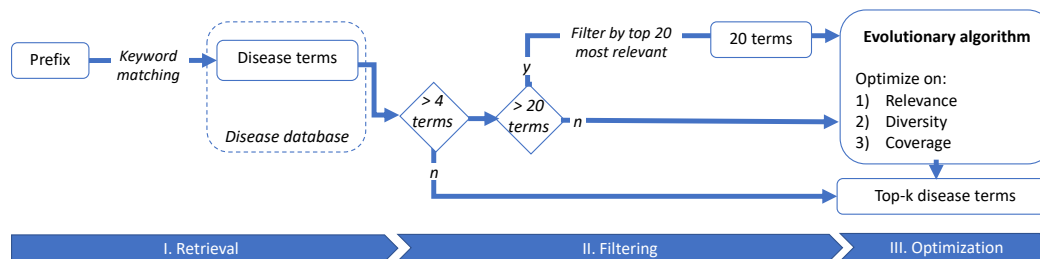 Prefix
Keyword
matching
Disease terms
Disease database
> 4
terms
n
> 20
terms
y
n
Filter by top 20
most relevant
20 terms
Evolutionary algorithm
Optimize on:
1) Relevance
2) Diversity
3) Coverage
Top-k disease terms
I. Retrieval
II. Filtering
III. Optimization